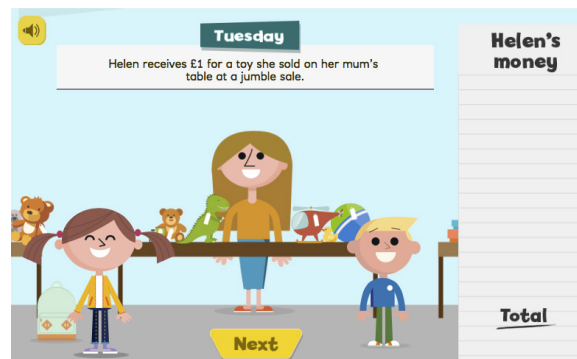 Tuesday
Helen receives £1 for a toy she sold on her mum's
table at a jumble sale.
Helen's
money
Total
Next